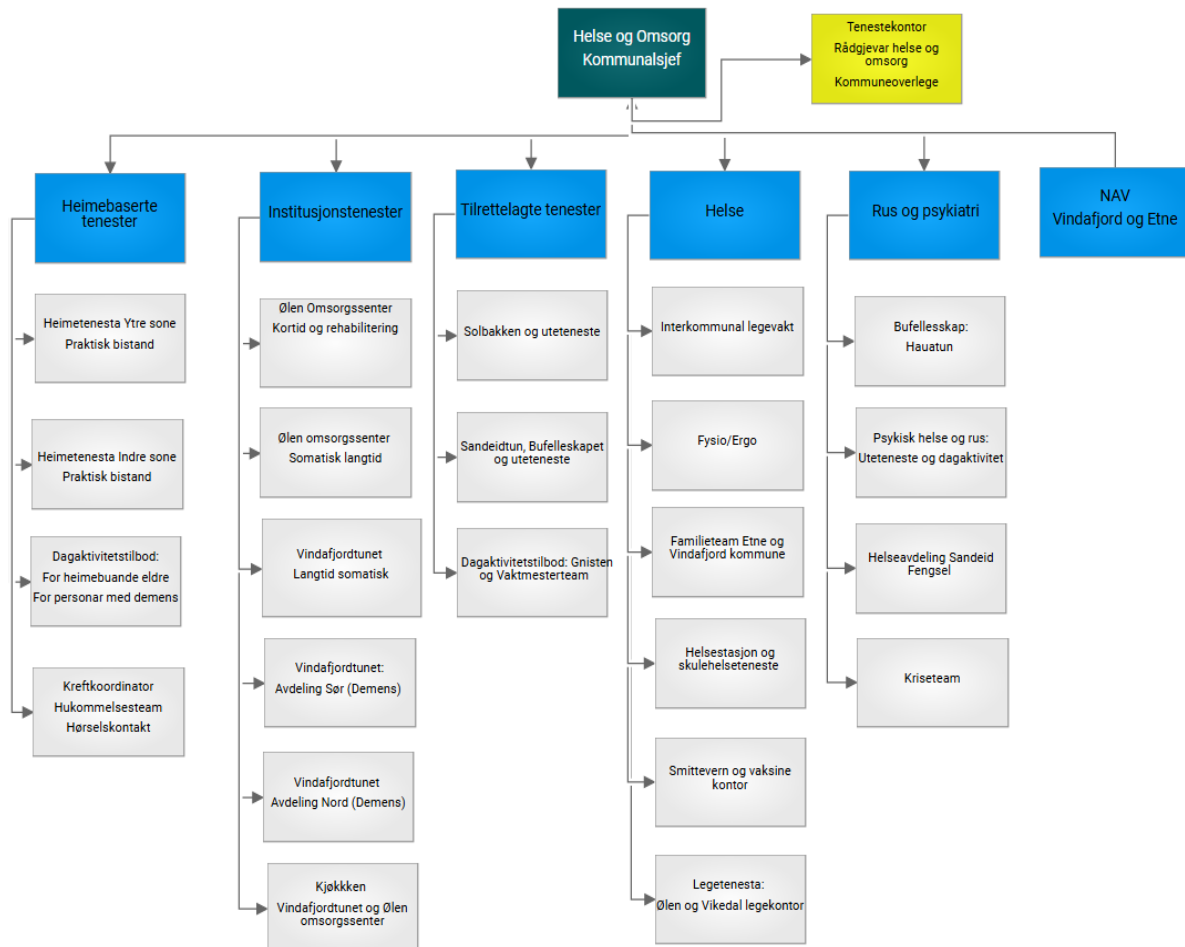 Helse og Omsorg
Kommunalsjef
Tenestekontor
Rådgjevar helse og
omsorg
Kommuneoverlege
Heimebaserte
tenester
Heimetenesta Ytre sone
Praktisk bistand
Heimetenesta Indre sone
Praktisk bistand
Dagaktivitetstilbod:
For heimebuande eldre
For personar med demens
Kreftkoordinator
Hukommelsesteam
Hørselskontakt
Institusjonstenester
Ølen Omsorgssenter
Kortid og rehabilitering
Ølen omsorgssenter
Somatisk langtid
Vindafjordtunet
Langtid somatisk
Vindafjordtunet:
Avdeling Sør (Demens)
Vindafjordtunet
Avdeling Nord (Demens)
Kjøkkken
Vindafjordtunet og Ølen
omsorgssenter
Tilrettelagte tenester
Solbakken og uteteneste
Sandeidtun, Bufelleskapet
og uteteneste
Dagaktivitetstilbod: Gnisten
og Vaktmesterteam
Helse
Interkommunal legevakt
Fysio/Ergo
Familieteam Etne og
Vindafjord kommune
Helsestasjon og
skulehelseteneste
Smittevern og vaksine
kontor
Legetenesta:
Ølen og Vikedal legekontor
Rus og psykiatri
Bufellesskap:
Hauatun
Psykisk helse og rus:
Uteteneste og dagaktivitet
Helseavdeling Sandeid
Fengsel
Kriseteam
NAV
Vindafjord og Etne